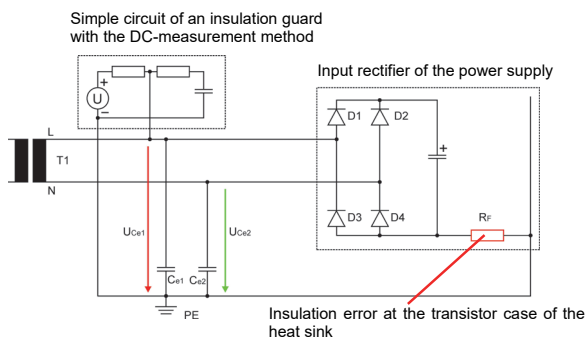 Simple circuit of an insulation guard
with the DC-measurement method
+
U
−
Input rectifier of the power supply
D1
D2
L
T1
+
N
D3
D4
RF
UCe1
UCe2
Ce1
Ce2
PE
Insulation error at the transistor case of the
heat sink